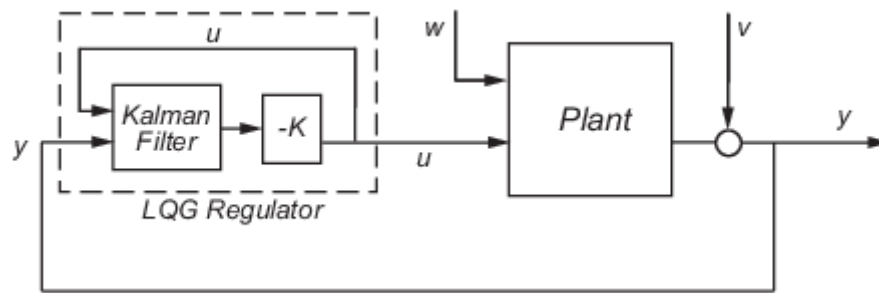 u
w
v
Kalman
Filter
-K
Plant
y
u
y
LQG Regulator